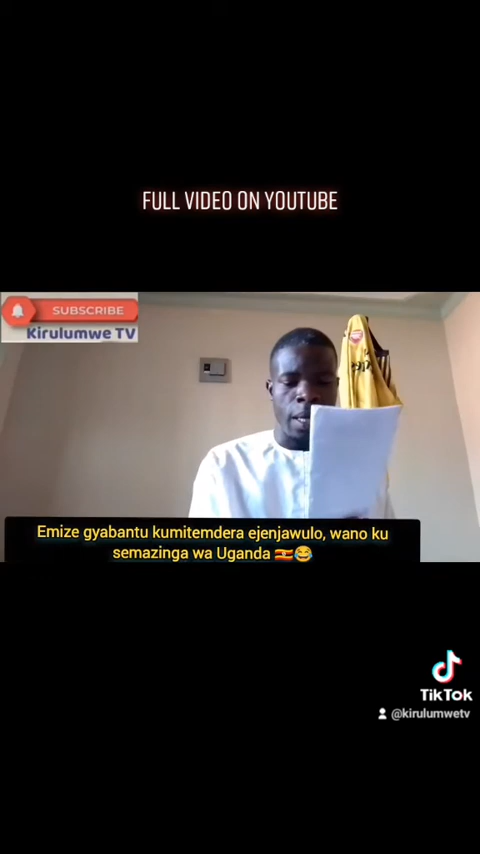 FULL VIDEO ON YOUTUBE
SUBSCRIBE
Kirulumwe TV
Emize gyabantu kumitemdera ejenjawulo, wano ku
semazinga wa Uganda 🇺🇬😂
TikTok
@kirulumwetv